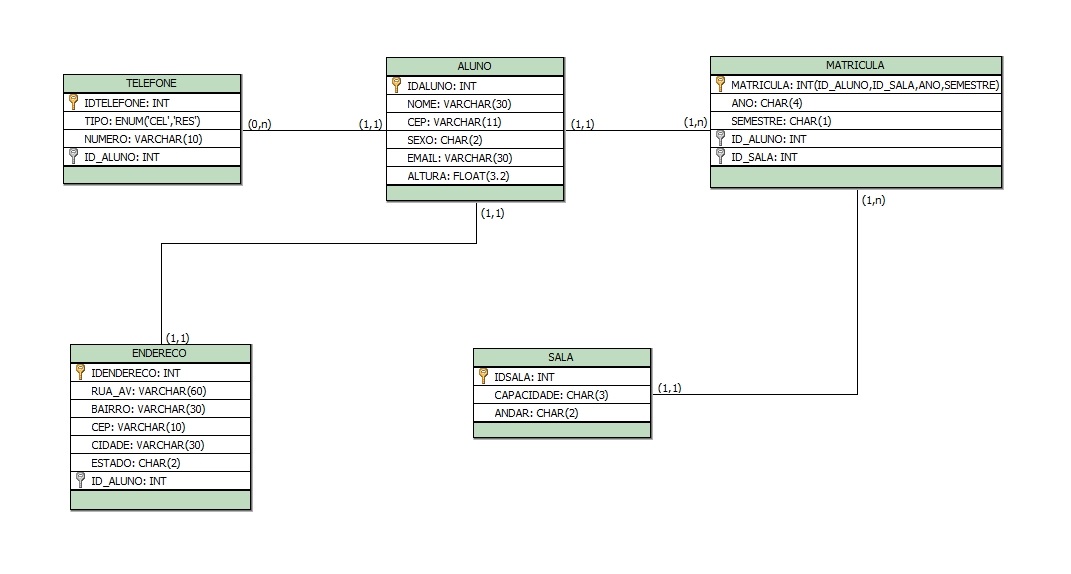 TELEFONE
IDTELEFONE: INT
TIPO: ENUM('CEL','RES')
NUMERO: VARCHAR(10)
ID_ALUNO: INT
(0,n)
(1,1)
ALUNO
IDALUNO: INT
NOME: VARCHAR(30)
CEP: VARCHAR(11)
SEXO: CHAR(2)
EMAIL: VARCHAR(30)
ALTURA: FLOAT(3.2)
(1,1)
(1,n)
MATRICULA
MATRICULA: INT(ID_ALUNO,ID_SALA,ANO,SEMESTRE)
ANO: CHAR(4)
SEMESTRE: CHAR(1)
ID_ALUNO: INT
ID_SALA: INT
(1,n)
(1,1)
(1,1)
ENDERECO
IDENDERECO: INT
RUA_AV: VARCHAR(60)
BAIRRO: VARCHAR(30)
CEP: VARCHAR(10)
CIDADE: VARCHAR(30)
ESTADO: CHAR(2)
ID_ALUNO: INT
SALA
IDSALA: INT
CAPACIDADE: CHAR(3)
ANDAR: CHAR(2)
(1,1)